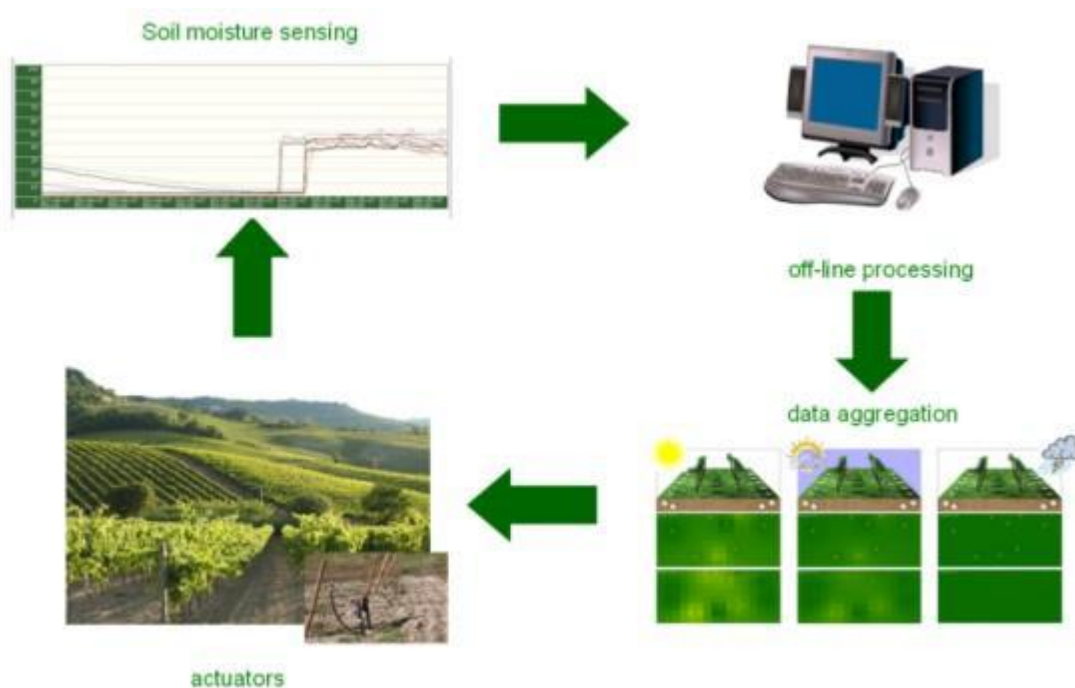 Soil moisture sensing
off-line processing
data aggregation
actuators